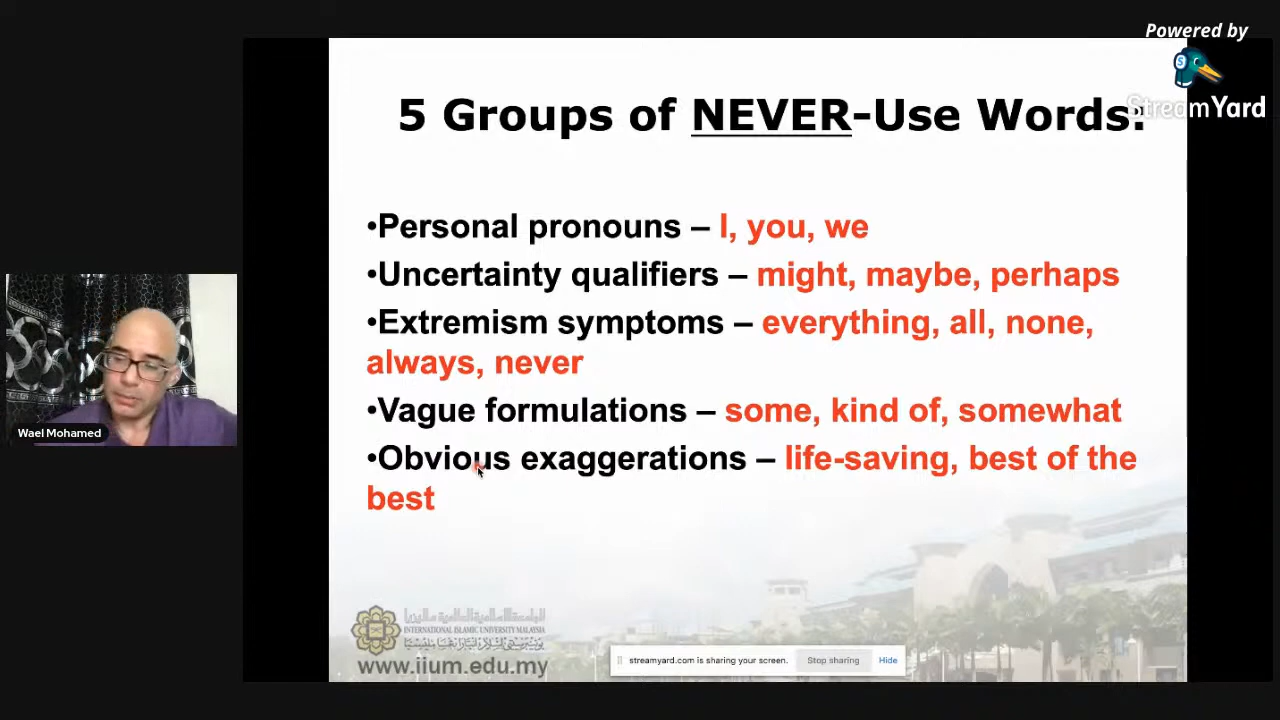 Powered by
StreamYard
5 Groups of NEVER-Use Words:
•Personal pronouns – I, you, we
•Uncertainty qualifiers – might, maybe, perhaps
•Extremism symptoms – everything, all, none,
always, never
•Vague formulations – some, kind of, somewhat
•Obvious exaggerations – life-saving, best of the
best
Wael Mohamed
INTERNATIONAL ISLAMIC UNIVERSITY MALAYSIA
www.iium.edu.my
streamyard.com is sharing your screen.
Stop sharing
Hide